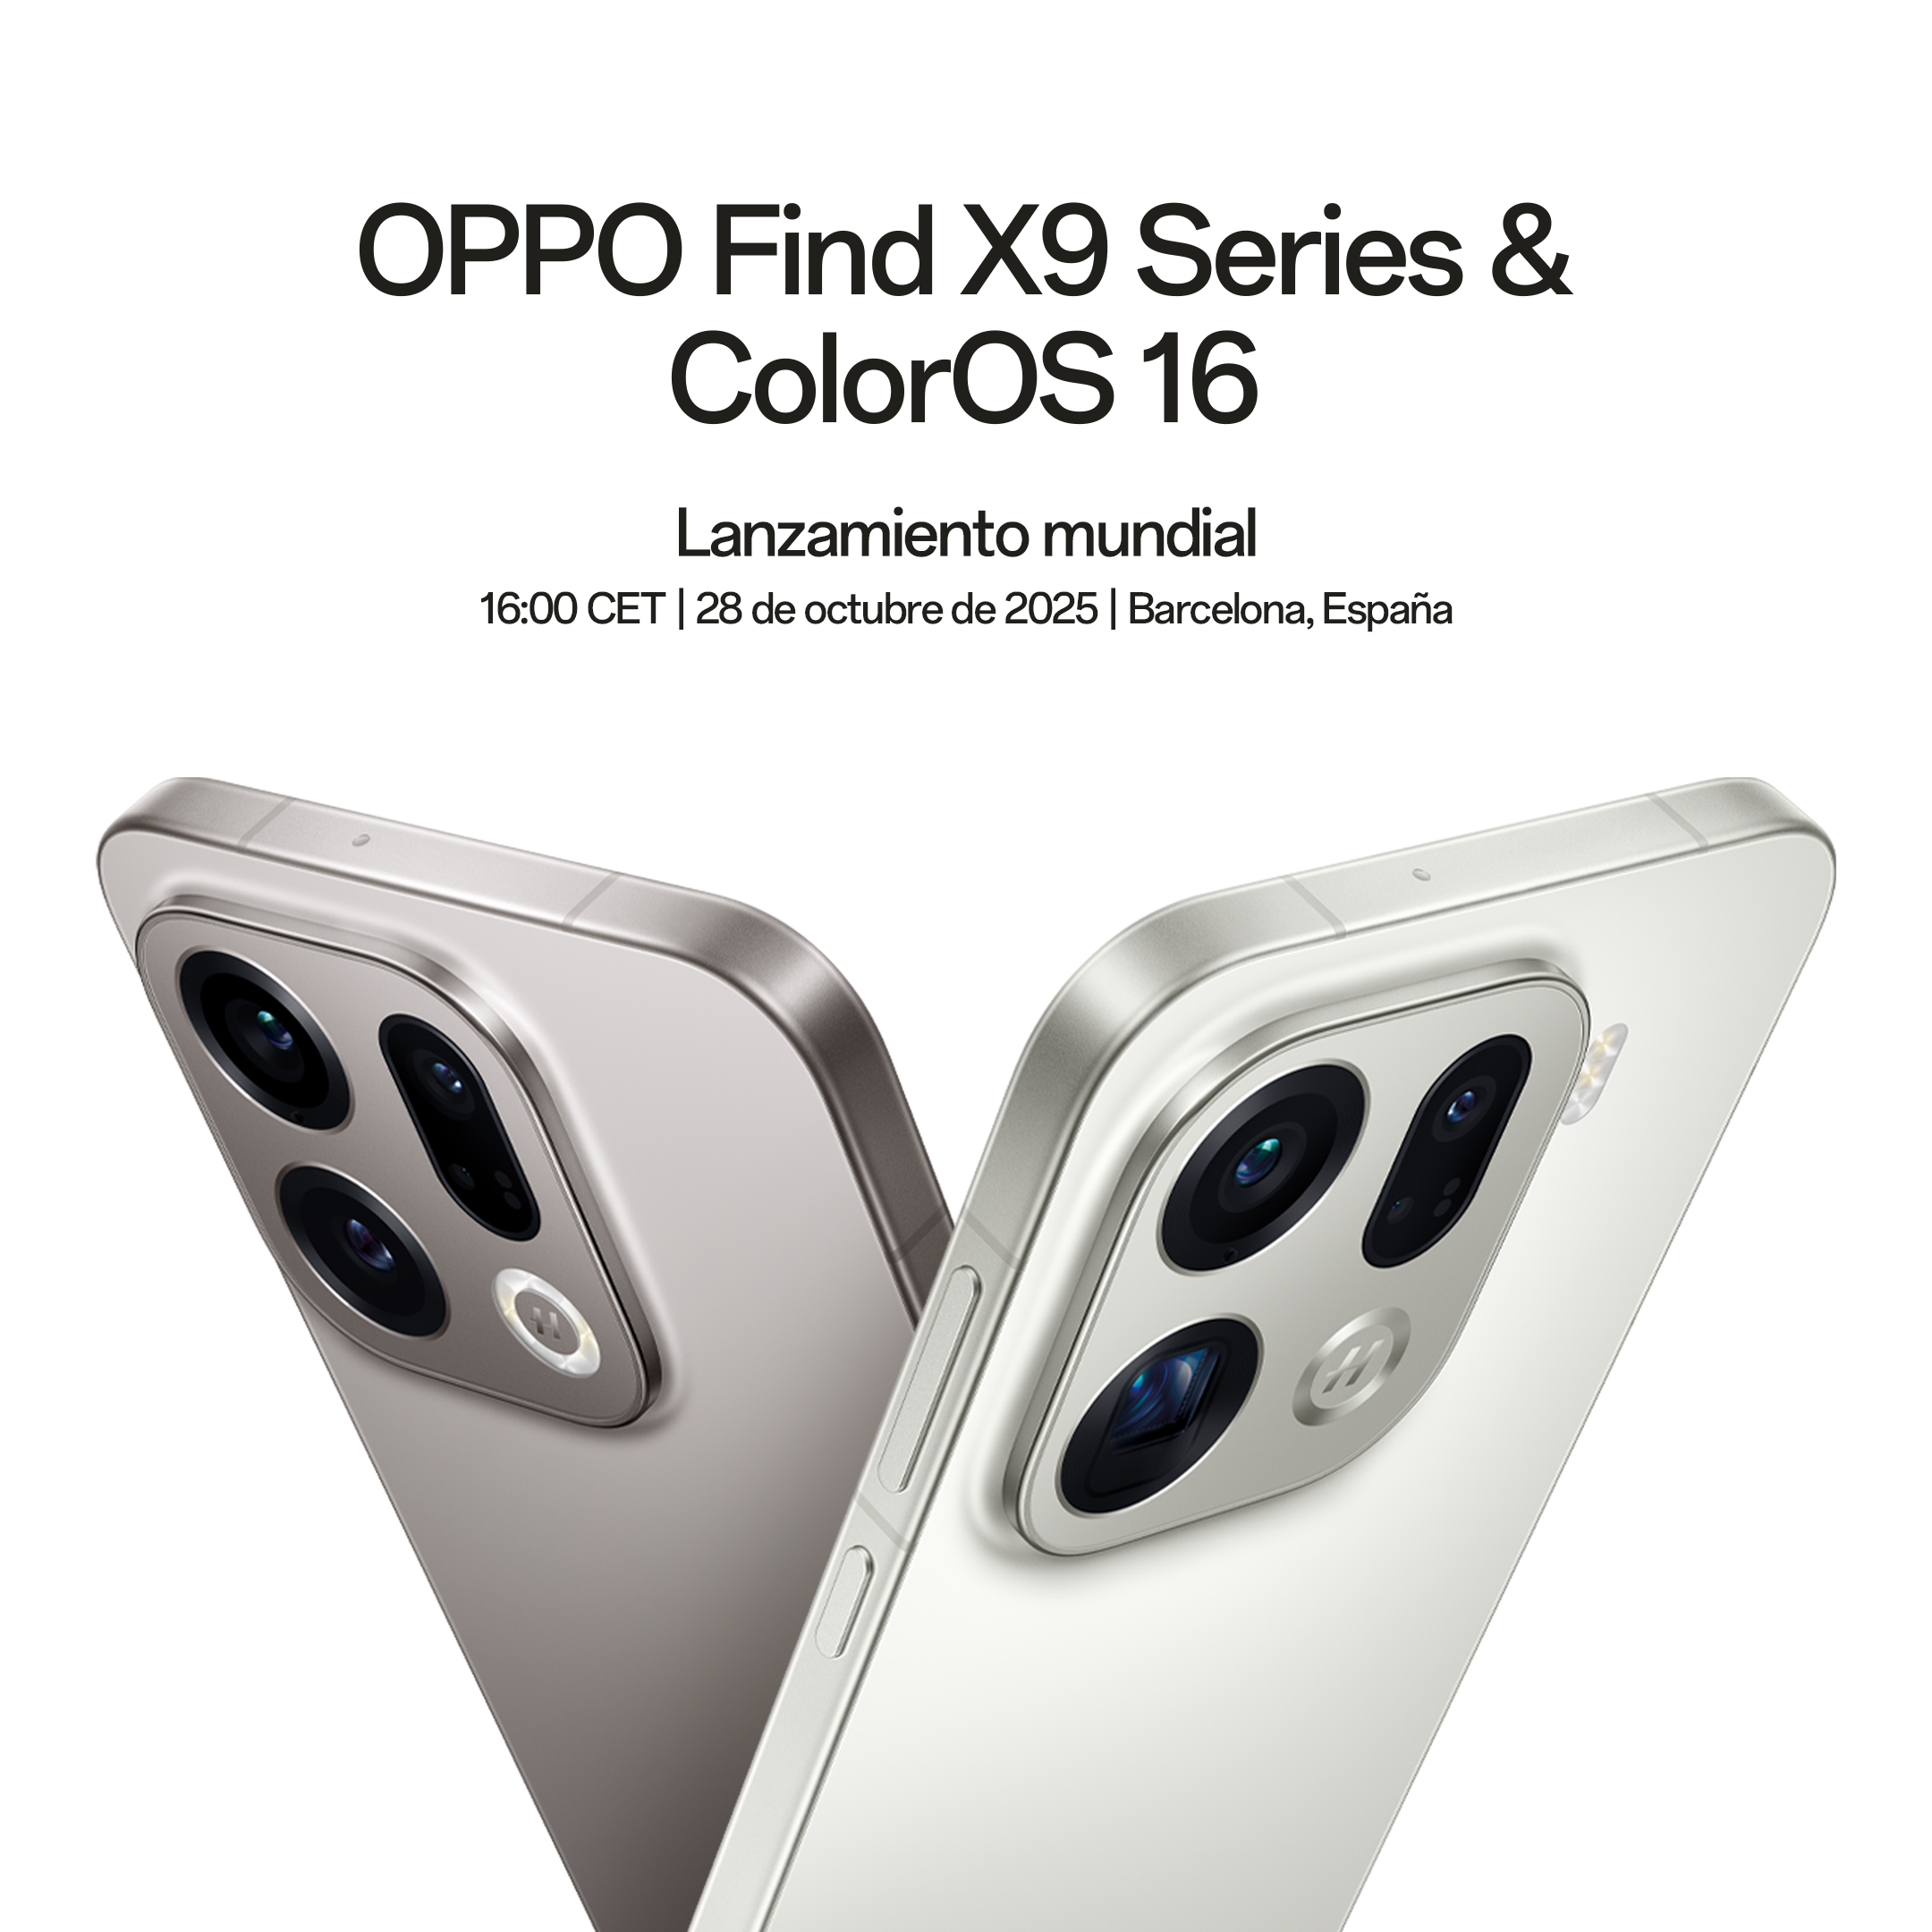 OPPO Find X9 Series &
ColorOS 16
Lanzamiento mundial
16:00 CET | 28 de octubre de 2025 | Barcelona, España
H
H